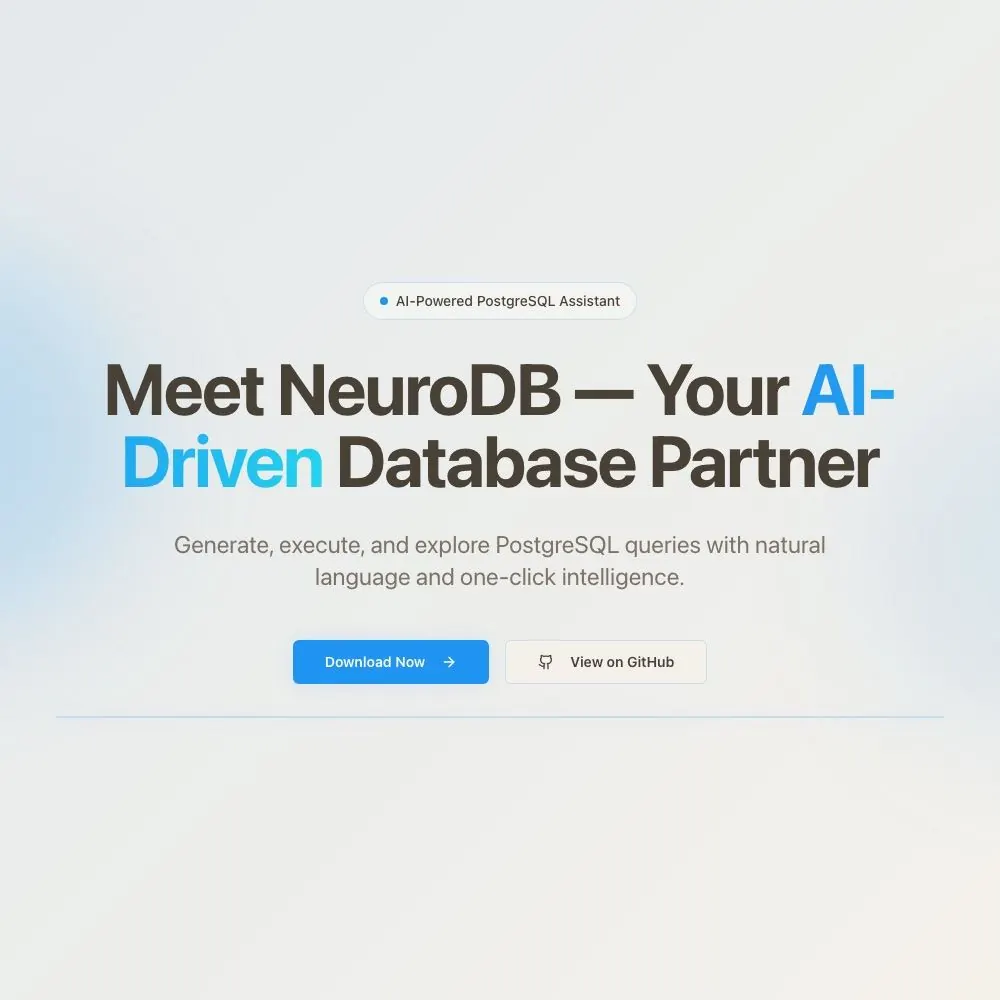 AI-Powered PostgreSQL Assistant
Meet NeuroDB — Your AI-
Driven Database Partner
Generate, execute, and explore PostgreSQL queries with natural
language and one-click intelligence.
Download Now
View on GitHub